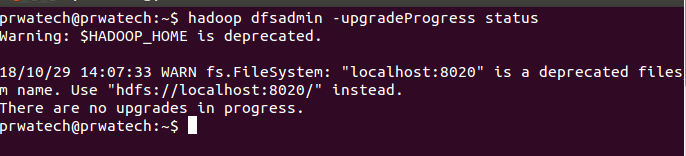 prwatech@prwatech:~$ hadoop dfsadmin -upgradeProgress status
Warning: $HADOOP_HOME is deprecated.
18/10/29 14:07:33 WARN fs.FileSystem: "localhost:8020" is a deprecated files
m name. Use "hdfs://localhost:8020/" instead.
There are no upgrades in progress.
prwatech@prwatech:~$